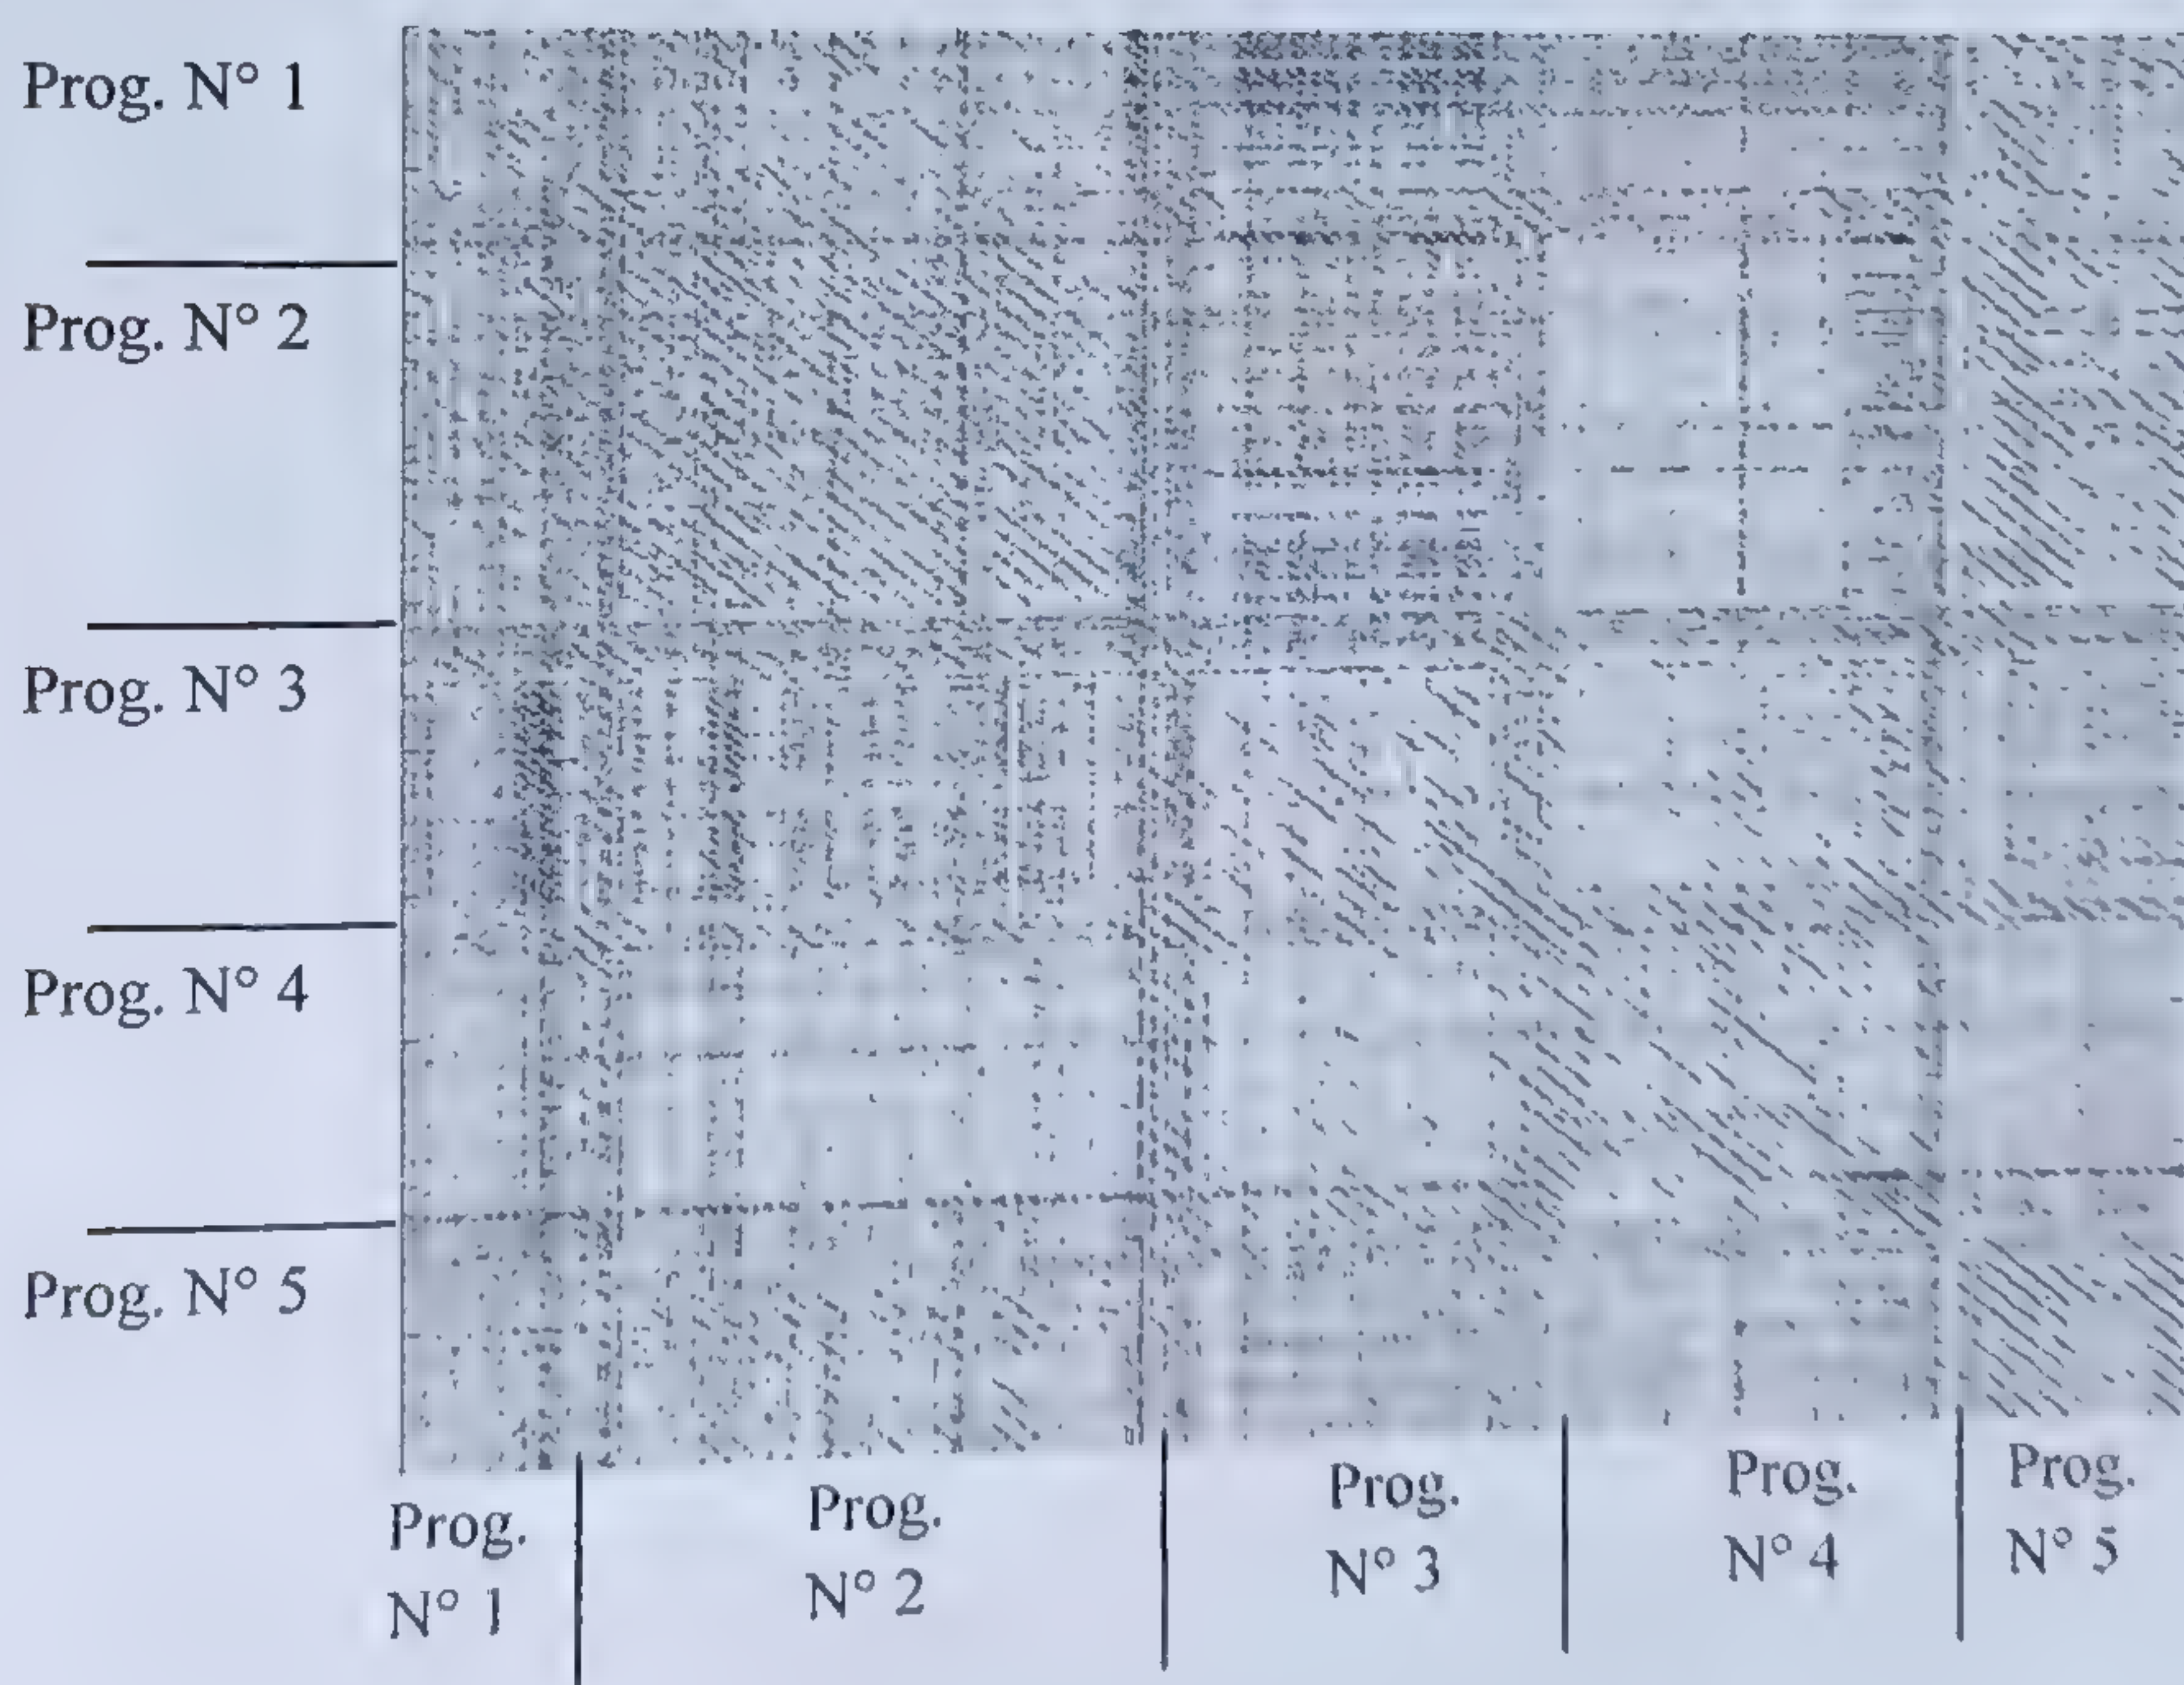 Prog. N° 1
Prog. N° 2
Prog. N° 3
Prog. N° 4
Prog. N° 5
Prog.
N° 1
Prog.
N° 2
Prog.
N° 3
Prog.
N° 4
Prog.
N° 5